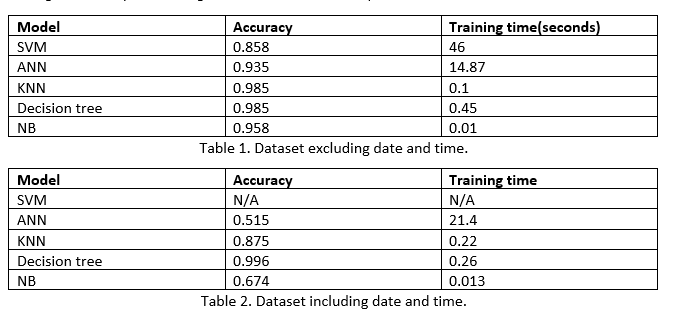 Model Accuracy Training time(seconds)
SVM 0.858 46
ANN 0.935 14.87
KNN 0.985 0.1
Decision tree 0.985 0.45
NB 0.958 0.01
Table 1. Dataset excluding date and time.
Model Accuracy Training time
SVM N/A N/A
ANN 0.515 21.4
KNN 0.875 0.22
Decision tree 0.996 0.26
NB 0.674 0.013
Table 2. Dataset including date and time.